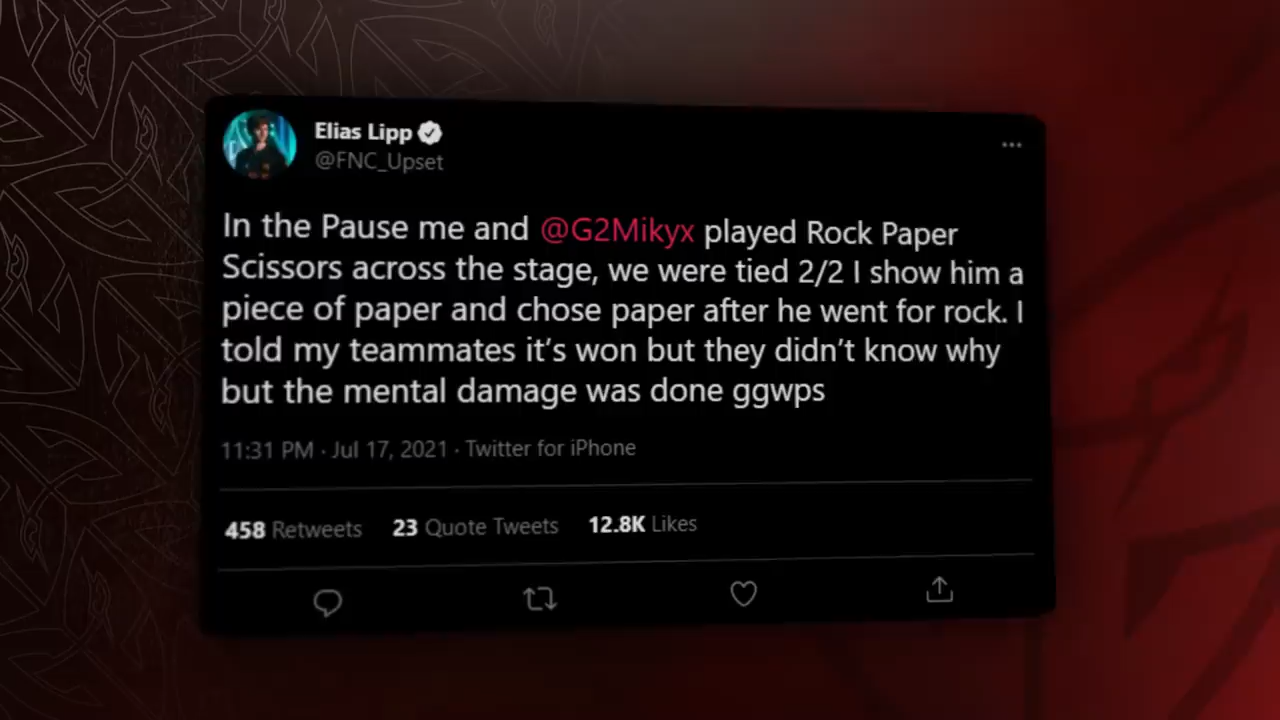 Elias Lipp
@FNC_Upset
In the Pause me and @G2Mikyx played Rock Paper
Scissors across the stage, we were tied 2/2 I show him a
piece of paper and chose paper after he went for rock. I
told my teammates it's won but they didn't know why
but the mental damage was done ggwps
11:31 PM · Jul 17, 2021 · Twitter for iPhone
458 Retweets 23 Quote Tweets 12.8K Likes